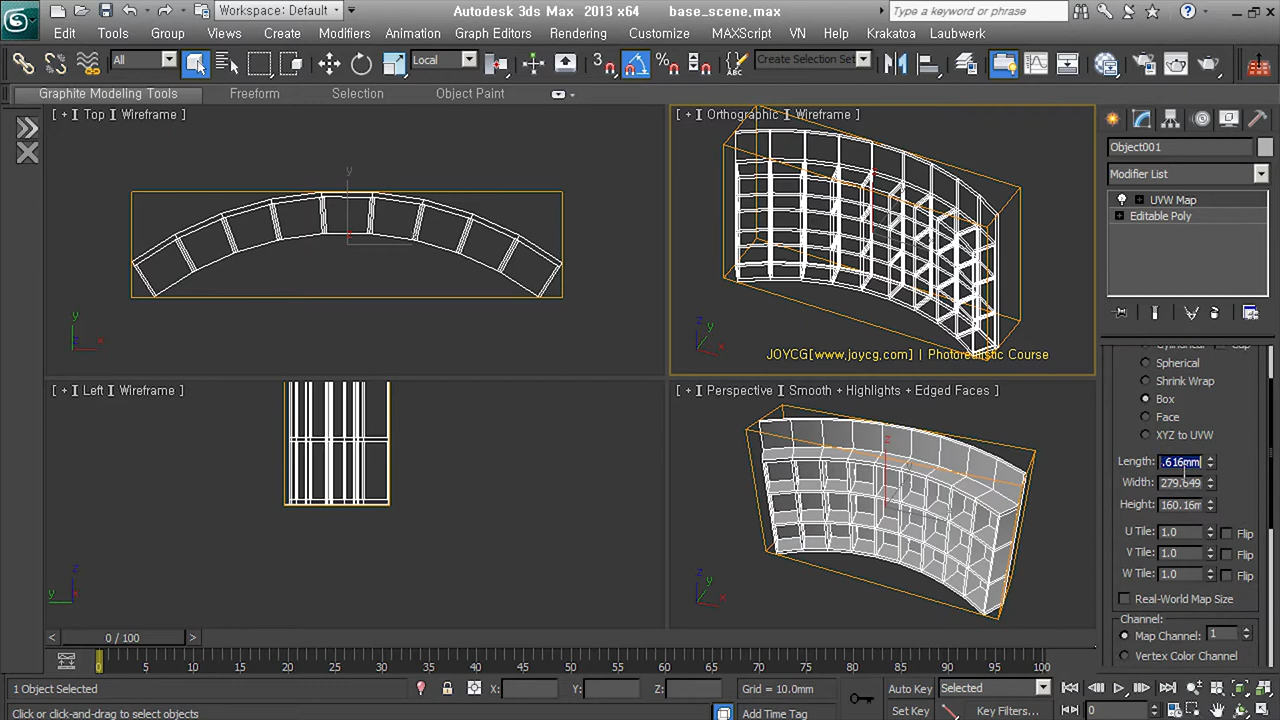 Workspace: Default
Autodesk 3ds Max 2013 x64 base_scene.max
Type a keyword or phrase
Edit Tools Group Views Create Modifiers Animation Graph Editors Rendering Customize MAXScript VN Help Krakatoa Laubwerk
All
Local
3
Create Selection Set
Graphite Modeling Tools Freeform Selection Object Paint
[ + ] Top ] Wireframe ]
[ + ] Orthographic ] Wireframe ]
Object001
Modifier List
UVW Map
Editable Poly
JOYCG[www.joycg.com] | Photorealistic Course
[ + ] Left ] Wireframe ]
[ + ] Perspective ] Smooth + Highlights + Edged Faces ]
Spherical
Shrink Wrap
Box
Face
XYZ to UVW
Length: .616mm
Width: 279.649
Height: 160.16m
U Tile: 1.0 Flip
V Tile: 1.0 Flip
W Tile: 1.0 Flip
Real-World Map Size
Channel:
Map Channel: 1
Vertex Color Channel
0 / 100
0 5 10 15 20 25 30 35 40 45 50 55 60 65 70 75 80 85 90 95 100
1 Object Selected
X: Y: Z: Grid = 10.0mm
Auto Key Selected
Click or click-and-drag to select objects
Add Time Tag
Set Key Key Filters... 0